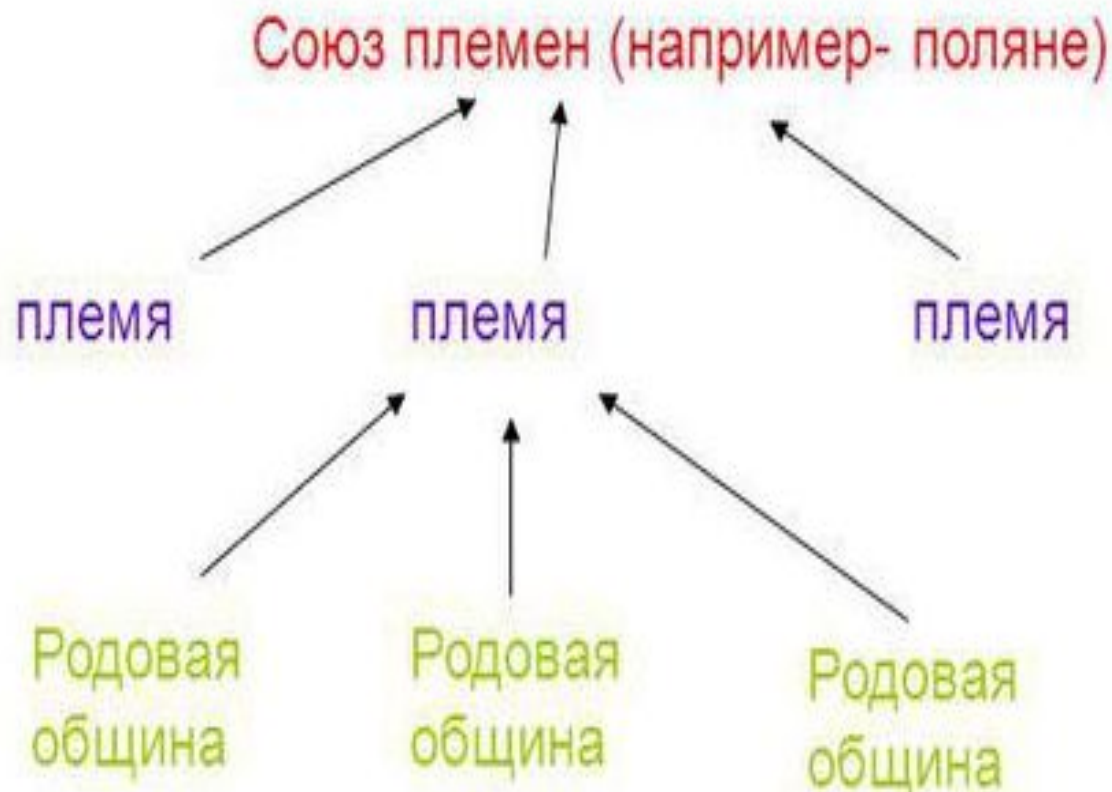 Союз племен (например- поляне)
племя
племя
племя
Родовая
община
Родовая
община
Родовая
община